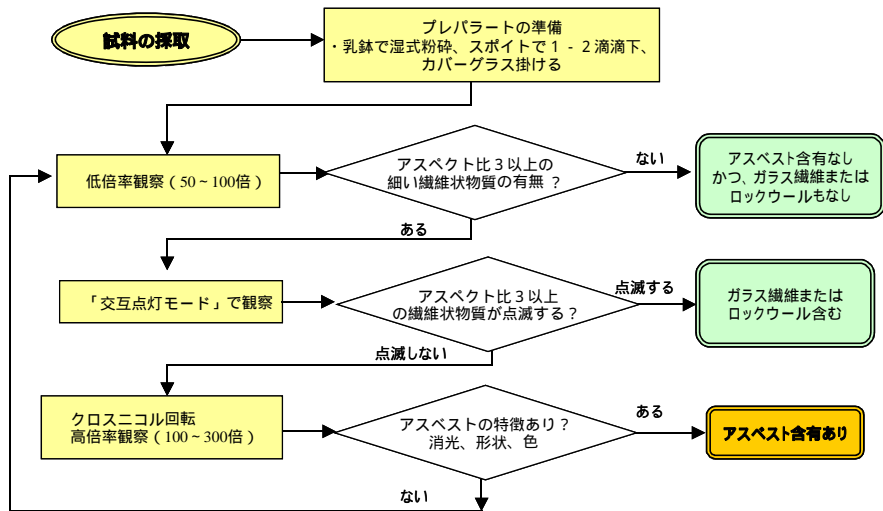 試料の採取
プレパラートの準備
・乳鉢で湿式粉砕、スポイトで１－２滴滴下、
カバーグラス掛ける
低倍率観察（50～100倍）
アスペクト比３以上の
細い繊維状物質の有無？
ない
アスベスト含有なし
かつ、ガラス繊維または
ロックウールもなし
ある
「交互点灯モード」で観察
アスペクト比３以上
の繊維状物質が点滅する？
点滅する
ガラス繊維または
ロックウール含む
点滅しない
クロスニコル回転
高倍率観察（100～300倍）
アスベストの特徴あり？
消光、形状、色
ある
アスベスト含有あり
ない